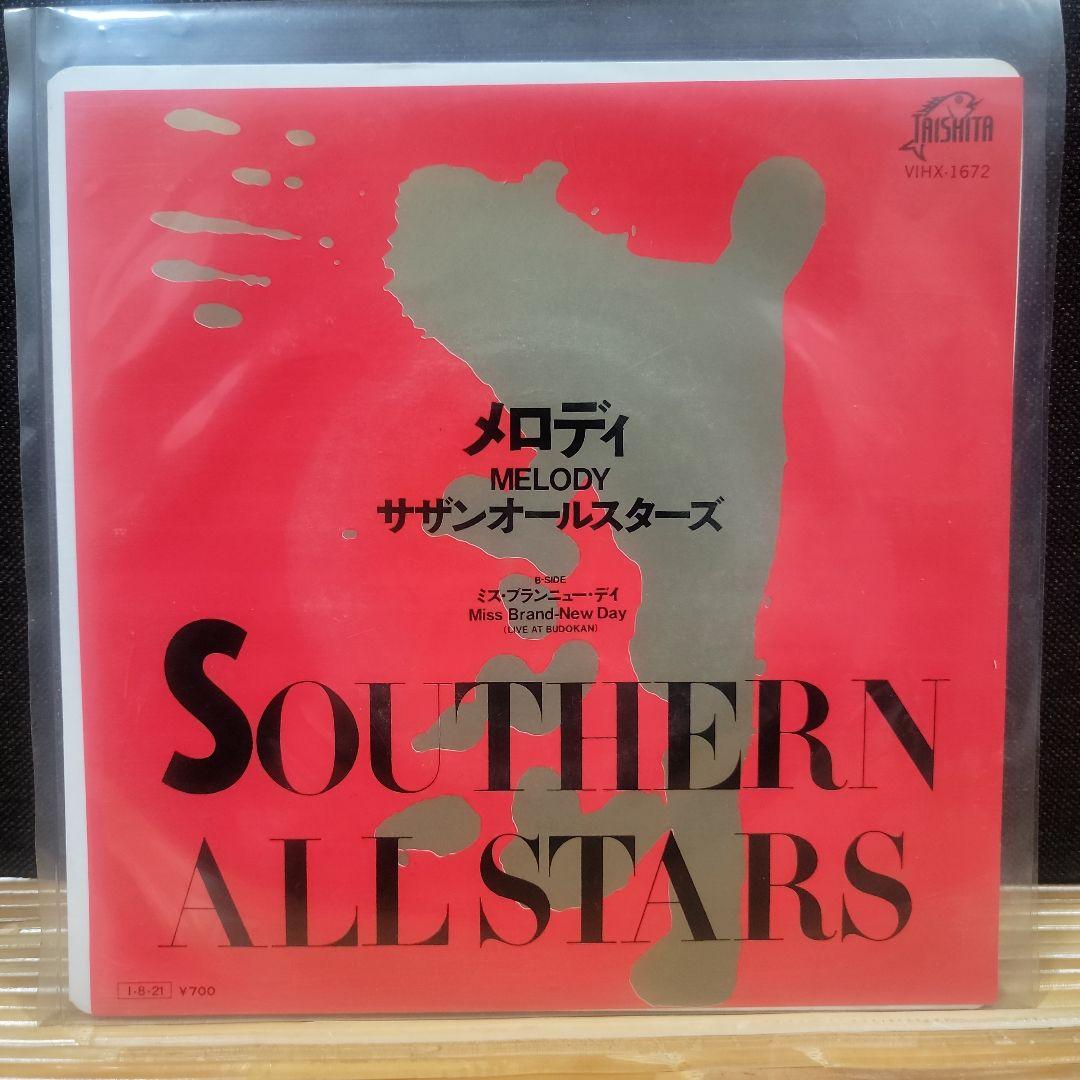 TAISHITA
VIHX-1672
メロディ
MELODY
サザンオールスターズ
B-SIDE
ミス・ブランニュー・デイ
Miss Brand-New Day
(LIVE AT BUDOKAN)
SOUTHERN
ALL STARS
I·8·21 ¥700